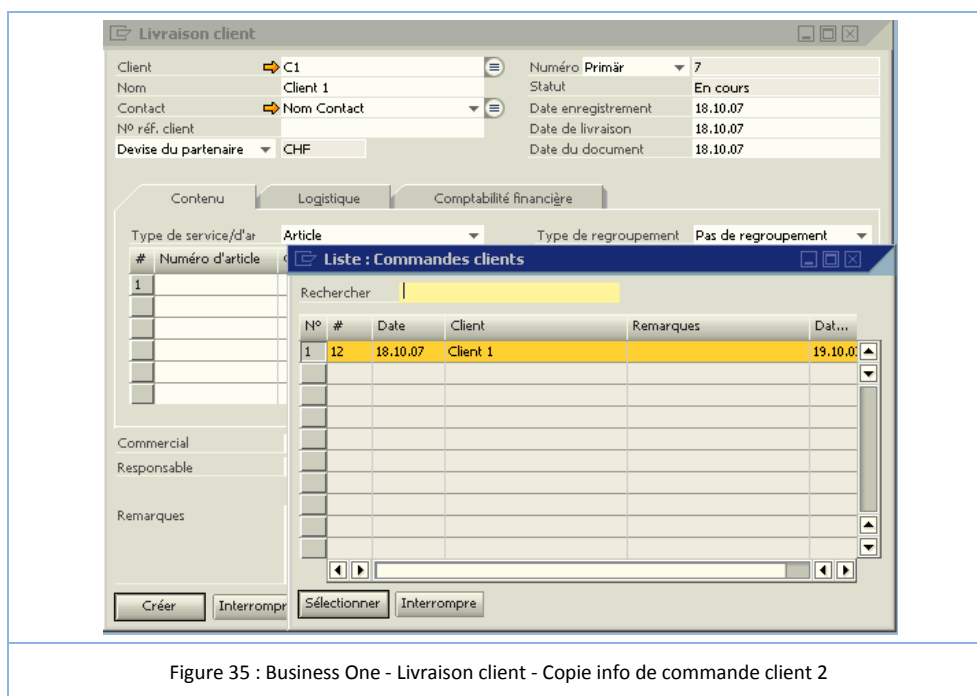 Livraison client
Client C1 Numéro Primär 7
Nom Client 1 Statut En cours
Contact Nom Contact Date enregistrement 18.10.07
Nº réf. client Date de livraison 18.10.07
Devise du partenaire CHF Date du document 18.10.07
Contenu Logistique Comptabilité financière
Type de service/d'ar Article Type de regroupement Pas de regroupement
# Numéro d'article
1
Liste : Commandes clients
Rechercher
Nº # Date Client Remarques Dat...
1 12 18.10.07 Client 1 19.10.0
Commercial
Responsable
Remarques
Créer Interrompr
Sélectionner Interrompre
Figure 35 : Business One - Livraison client - Copie info de commande client 2